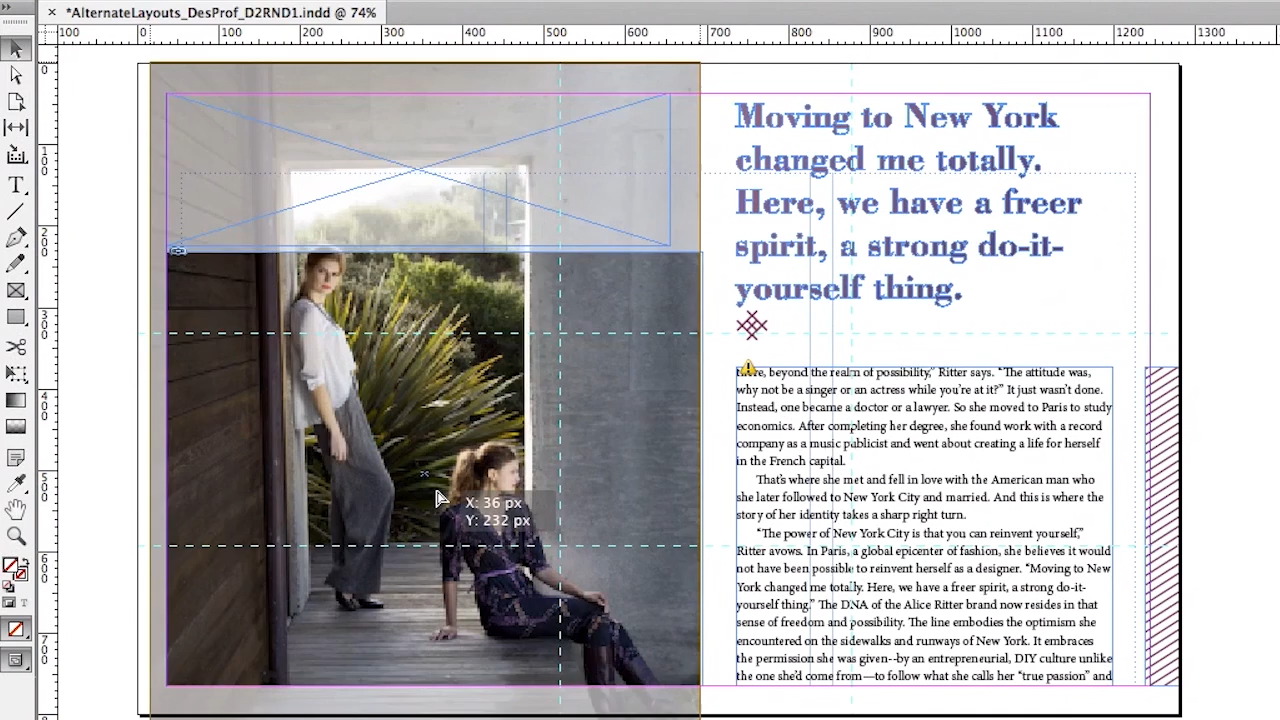 *AlternateLayouts_DesProf_D2RND1.indd @ 74%
100 0 100 200 300 400 500 600 700 800 900 1000 1100 1200 1300
0
100
200
300
400
500
600
700
Moving to New York
changed me totally.
Here, we have a freer
spirit, a strong do-it-
yourself thing.
there, beyond the realm of possibility,” Ritter says. “The attitude was,
why not be a singer or an actress while you’re at it?” It just wasn’t done.
Instead, one became a doctor or a lawyer. So she moved to Paris to study
economics. After completing her degree, she found work with a record
company as a music publicist and went about creating a life for herself
in the French capital.
That’s where she met and fell in love with the American man who
she later followed to New York City and married. And this is where the
story of her identity takes a sharp right turn.
“The power of New York City is that you can reinvent yourself,”
Ritter avows. In Paris, a global epicenter of fashion, she believes it would
not have been possible to reinvent herself as a designer. “Moving to New
York changed me totally. Here, we have a freer spirit, a strong do-it-
yourself thing.” The DNA of the Alice Ritter brand now resides in that
sense of freedom and possibility. The line embodies the optimism she
encountered on the sidewalks and runways of New York. It embraces
the permission she was given--by an entrepreneurial, DIY culture unlike
the one she’d come from—to follow what she calls her “true passion” and
X: 36 px
Y: 232 px